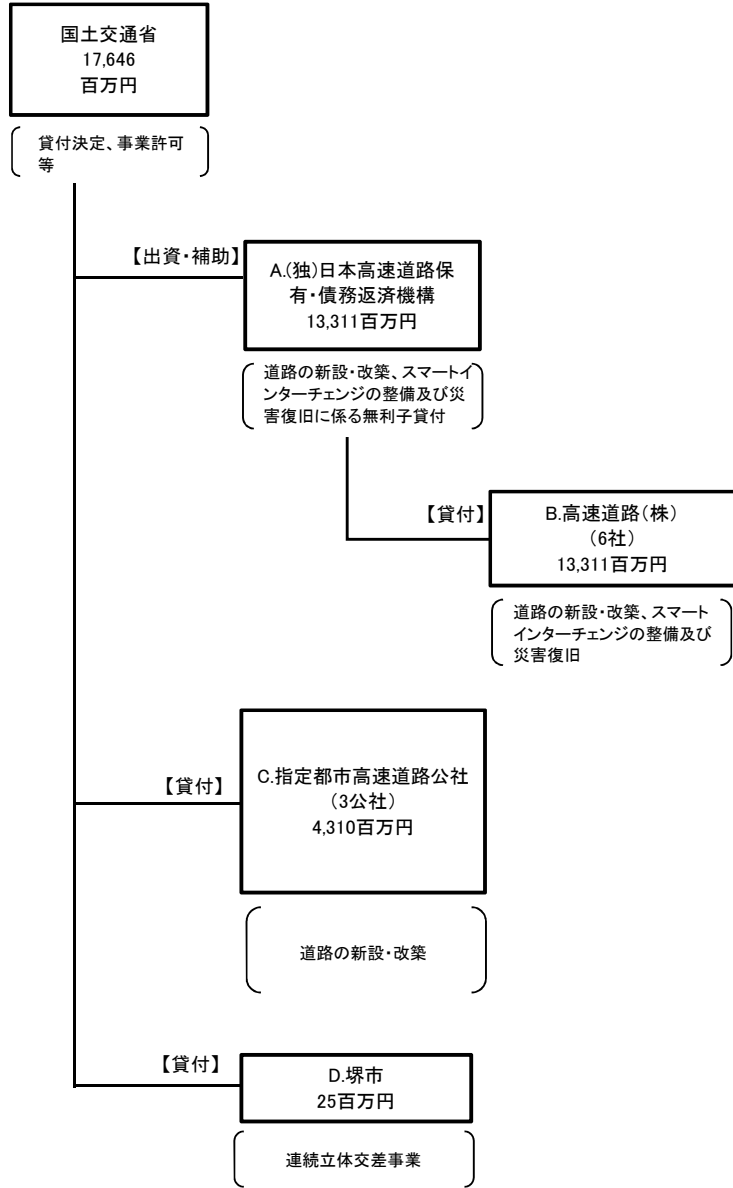 国土交通省
17,646
百万円
貸付決定、事業許可
等
【出資・補助】
A.(独)日本高速道路保
有・債務返済機構
13,311百万円
道路の新設・改築、スマートイ
ンターチェンジの整備及び災
害復旧に係る無利子貸付
【貸付】
B.高速道路(株)
(6社)
13,311百万円
道路の新設・改築、スマート
インターチェンジの整備及び
災害復旧
【貸付】
C.指定都市高速道路公社
(3公社)
4,310百万円
道路の新設・改築
【貸付】
D.堺市
25百万円
連続立体交差事業